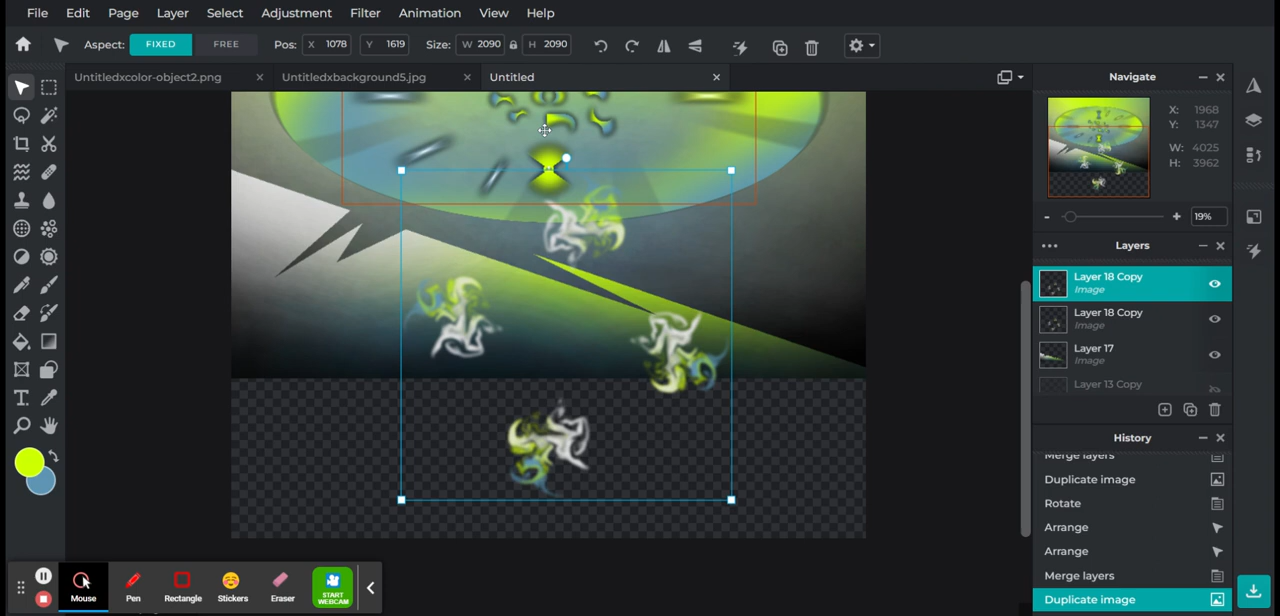 File Edit Page Layer Select Adjustment Filter Animation View Help
Aspect: FIXED FREE Pos: X 1078 Y 1619 Size: W 2090 H 2090
Untitledxcolor-object2.png Untitledxbackground5.jpg Untitled
Navigate
X: 1968
Y: 1347
W: 4025
H: 3962
19%
Layers
Layer 18 Copy
Image
Layer 18 Copy
Image
Layer 17
Image
Layer 13 Copy
History
Merge layers
Duplicate image
Rotate
Arrange
Arrange
Merge layers
Duplicate image
Mouse Pen Rectangle Stickers Eraser START
WEBCAM